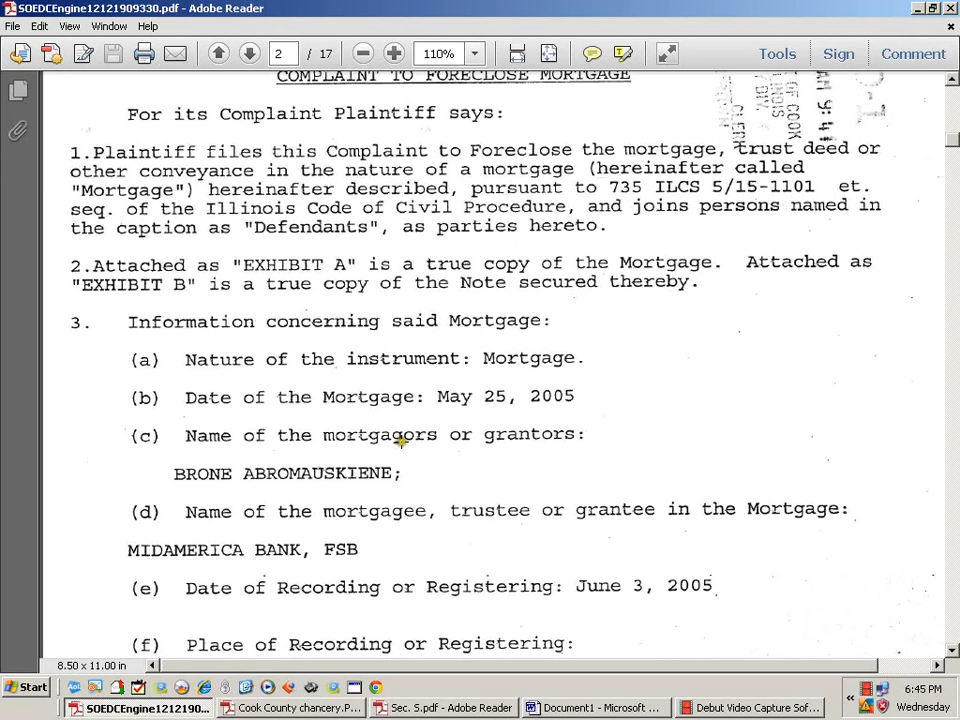 SOEDCEngine12121909330.pdf - Adobe Reader
File Edit View Window Help
2 / 17 110% Tools Sign Comment
COMPLAINT TO FORECLOSE MORTGAGE
For its Complaint Plaintiff says:
1.Plaintiff files this Complaint to Foreclose the mortgage, trust deed or
other conveyance in the nature of a mortgage (hereinafter called
"Mortgage") hereinafter described, pursuant to 735 ILCS 5/15-1101 et.
seq. of the Illinois Code of Civil Procedure, and joins persons named in
the caption as "Defendants", as parties hereto.
2.Attached as "EXHIBIT A" is a true copy of the Mortgage. Attached as
"EXHIBIT B" is a true copy of the Note secured thereby.
3. Information concerning said Mortgage:
(a) Nature of the instrument: Mortgage.
(b) Date of the Mortgage: May 25, 2005
(c) Name of the mortgagors or grantors:
BRONE ABROMAUSKIENE;
(d) Name of the mortgagee, trustee or grantee in the Mortgage:
MIDAMERICA BANK, FSB
(e) Date of Recording or Registering: June 3, 2005
(f) Place of Recording or Registering:
8.50 x 11.00 in
Start
6:45 PM
SOEDCEngine1212190... Cook County chancery.P... Sec. S.pdf - Adobe Reader Document1 - Microsoft ... Debut Video Capture Sof... Wednesday